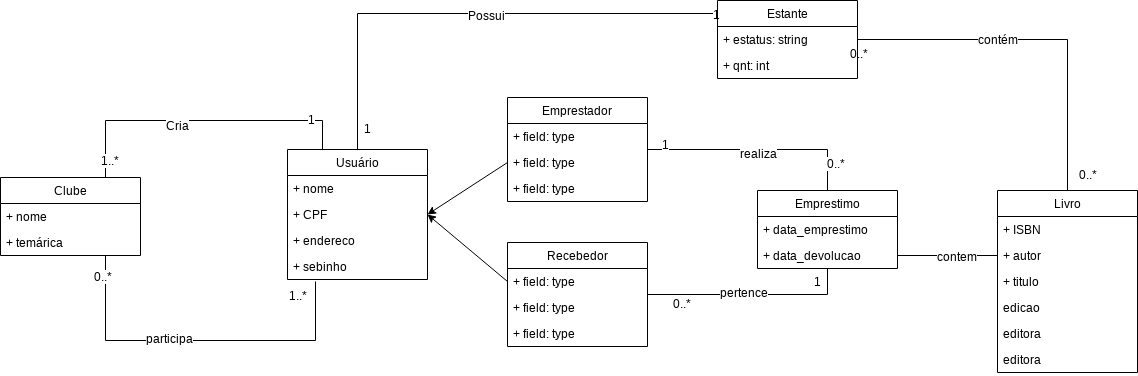 Possui
1
1
Estante
+ estatus: string
+ qnt: int
0..*
contém
0..*
Cria
1
1..*
Clube
+ nome
+ temárica
0..*
participa
1..*
Usuário
+ nome
+ CPF
+ endereco
+ sebinho
Emprestador
+ field: type
+ field: type
+ field: type
1
realiza
0..*
Recebedor
+ field: type
+ field: type
+ field: type
0..*
pertence
1
Emprestimo
+ data_emprestimo
+ data_devolucao
contem
Livro
+ ISBN
+ autor
+ titulo
edicao
editora
editora